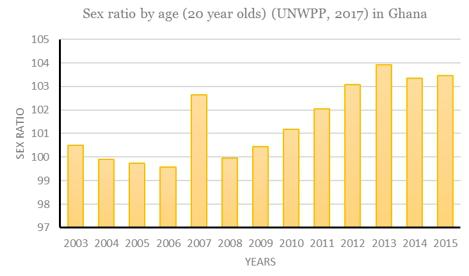 Sex ratio by age (20 year olds) (UNWPP, 2017) in Ghana
105
104
103
102
101
100
99
98
97
SEX RATIO
2003 2004 2005 2006 2007 2008 2009 2010 2011 2012 2013 2014 2015
YEARS